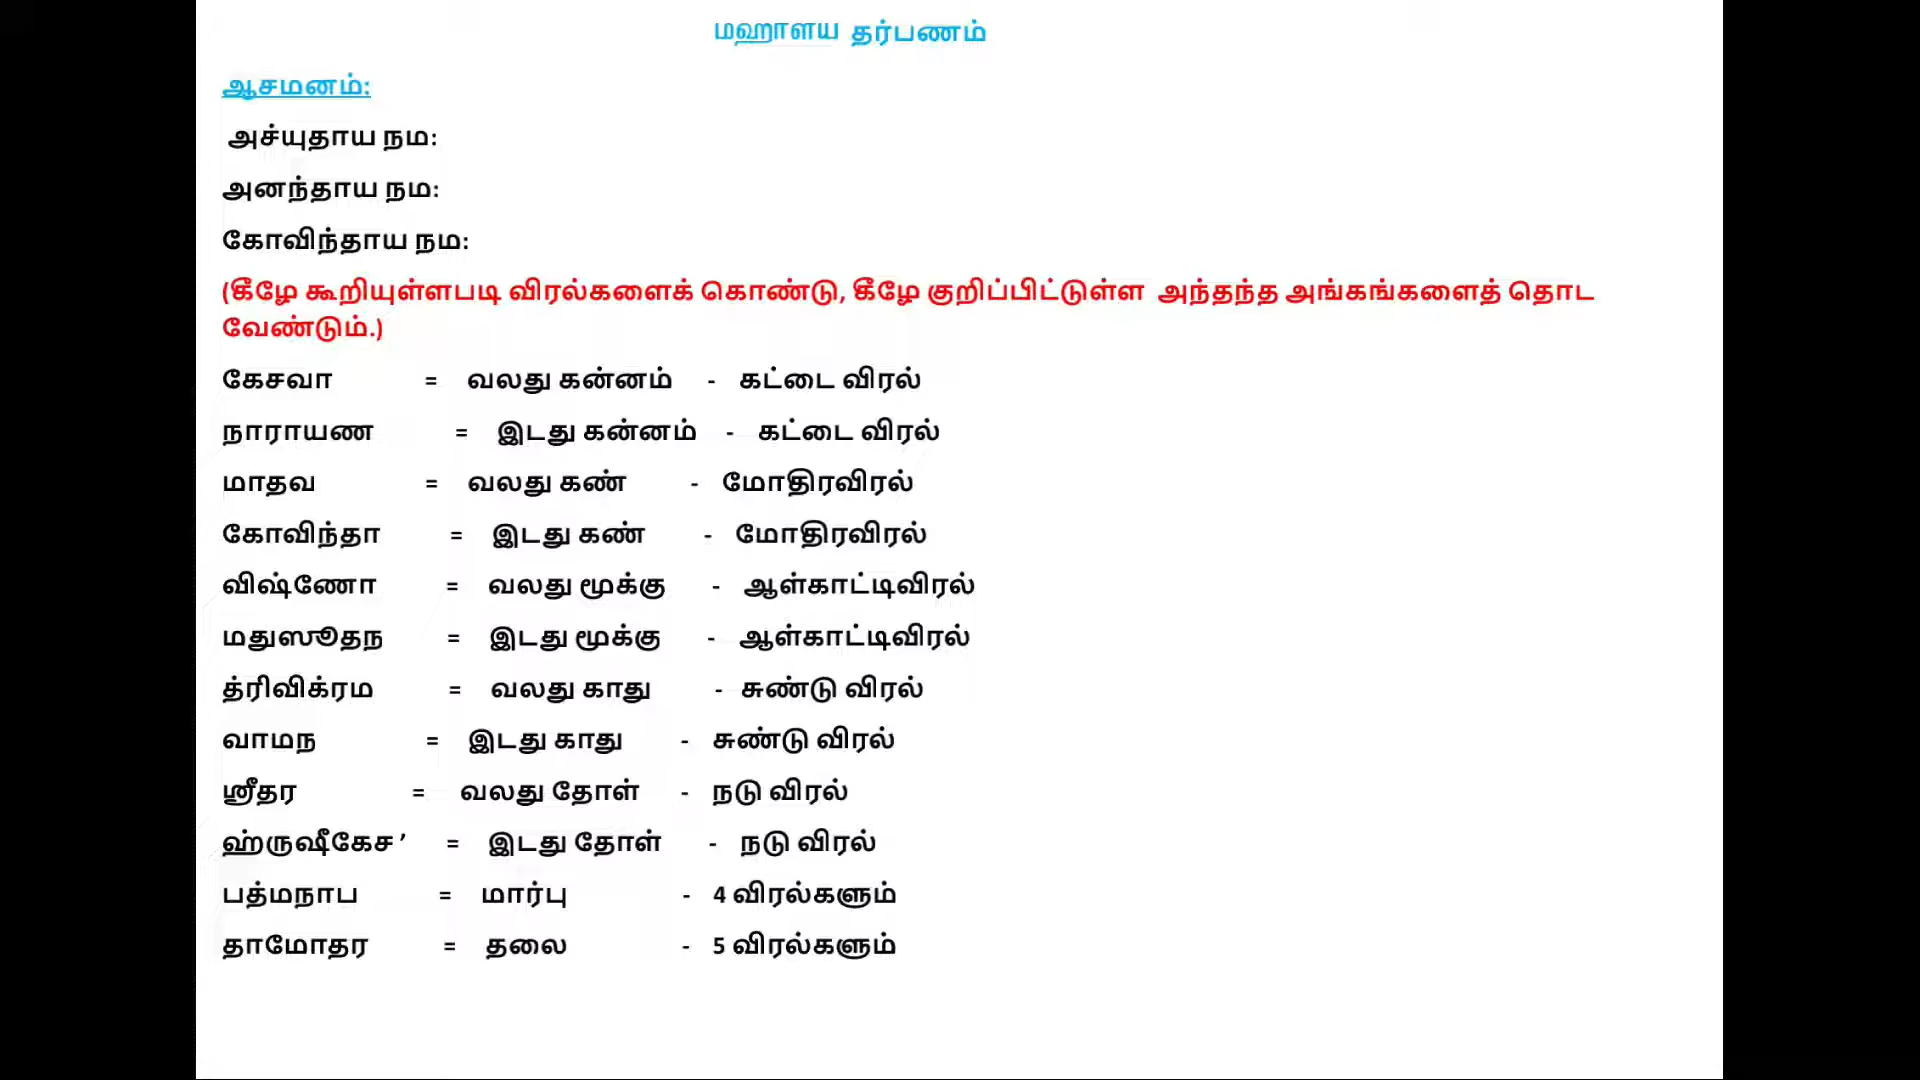 மஹாளய தர்பணம்
ஆசமனம்:
அச்யுதாய நம:
அனந்தாய நம:
கோவிந்தாய நம:
(கீழே கூறியுள்ளபடி விரல்களைக் கொண்டு, கீழே குறிப்பிட்டுள்ள அந்தந்த அங்கங்களைத் தொட
வேண்டும்.)
கேசவா = வலது கன்னம் - கட்டை விரல்
நாராயண = இடது கன்னம் - கட்டை விரல்
மாதவ = வலது கண் - மோதிரவிரல்
கோவிந்தா = இடது கண் - மோதிரவிரல்
விஷ்ணோ = வலது மூக்கு - ஆள்காட்டிவிரல்
மதுஸூதந = இடது மூக்கு - ஆள்காட்டிவிரல்
த்ரிவிக்ரம = வலது காது - சுண்டு விரல்
வாமந = இடது காது - சுண்டு விரல்
ஶ்ரீதர = வலது தோள் - நடு விரல்
ஹ்ருஷீகேச ’ = இடது தோள் - நடு விரல்
பத்மநாப = மார்பு - 4 விரல்களும்
தாமோதர = தலை - 5 விரல்களும்